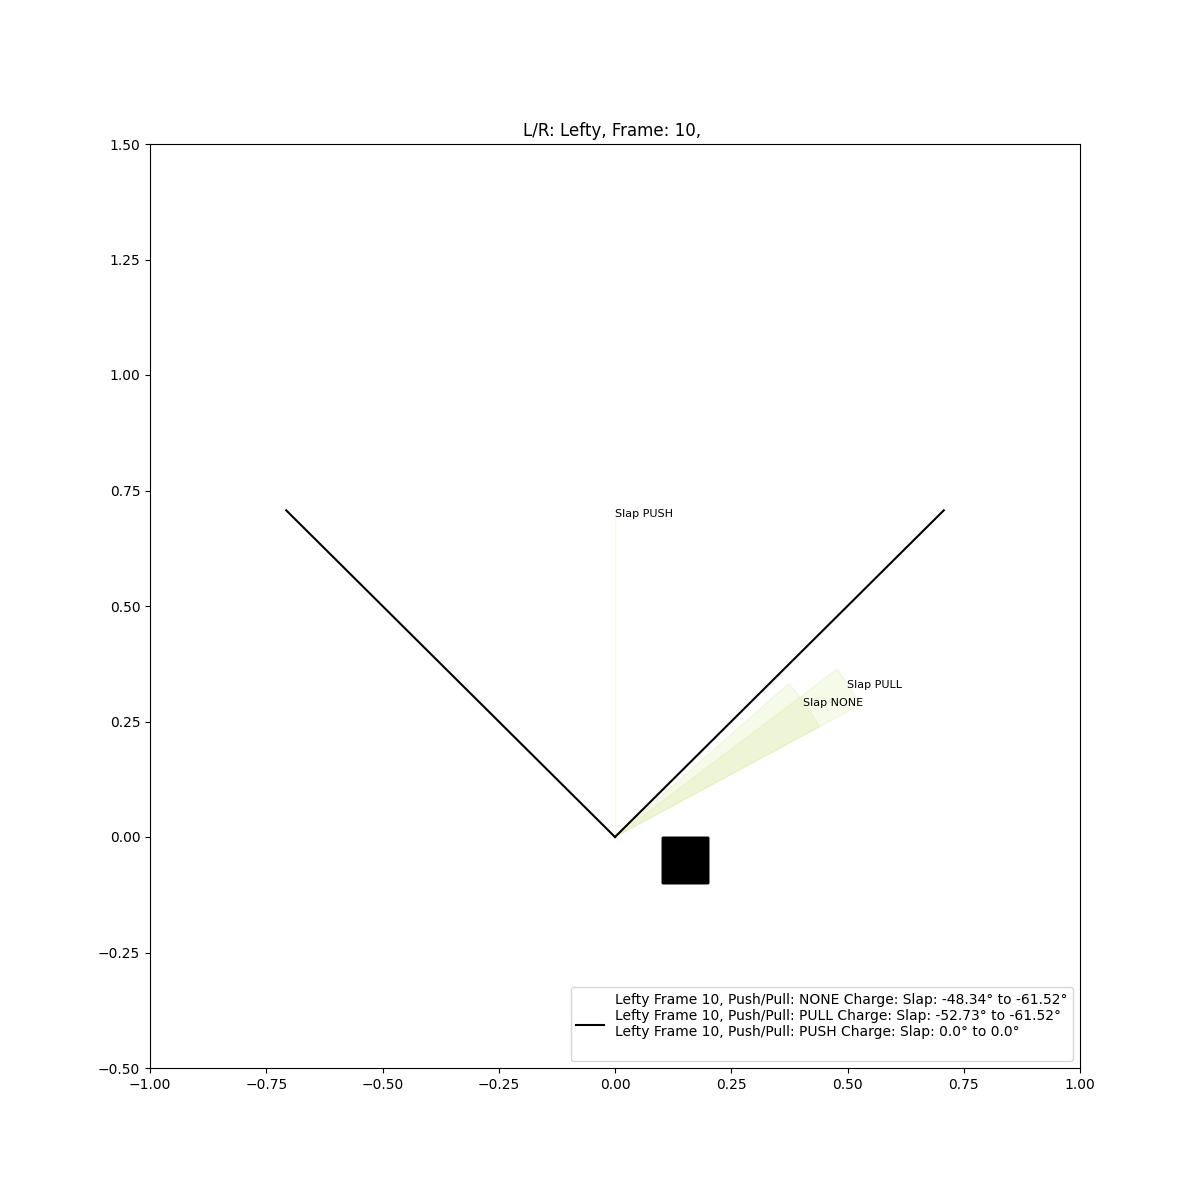 L/R: Lefty, Frame: 10,
1.50
1.25
1.00
0.75
0.50
0.25
0.00
−0.25
−0.50
Slap PUSH
Slap PULL
Slap NONE
Lefty Frame 10, Push/Pull: NONE Charge: Slap: -48.34° to -61.52°
Lefty Frame 10, Push/Pull: PULL Charge: Slap: -52.73° to -61.52°
Lefty Frame 10, Push/Pull: PUSH Charge: Slap: 0.0° to 0.0°
−1.00 −0.75 −0.50 −0.25 0.00 0.25 0.50 0.75 1.00